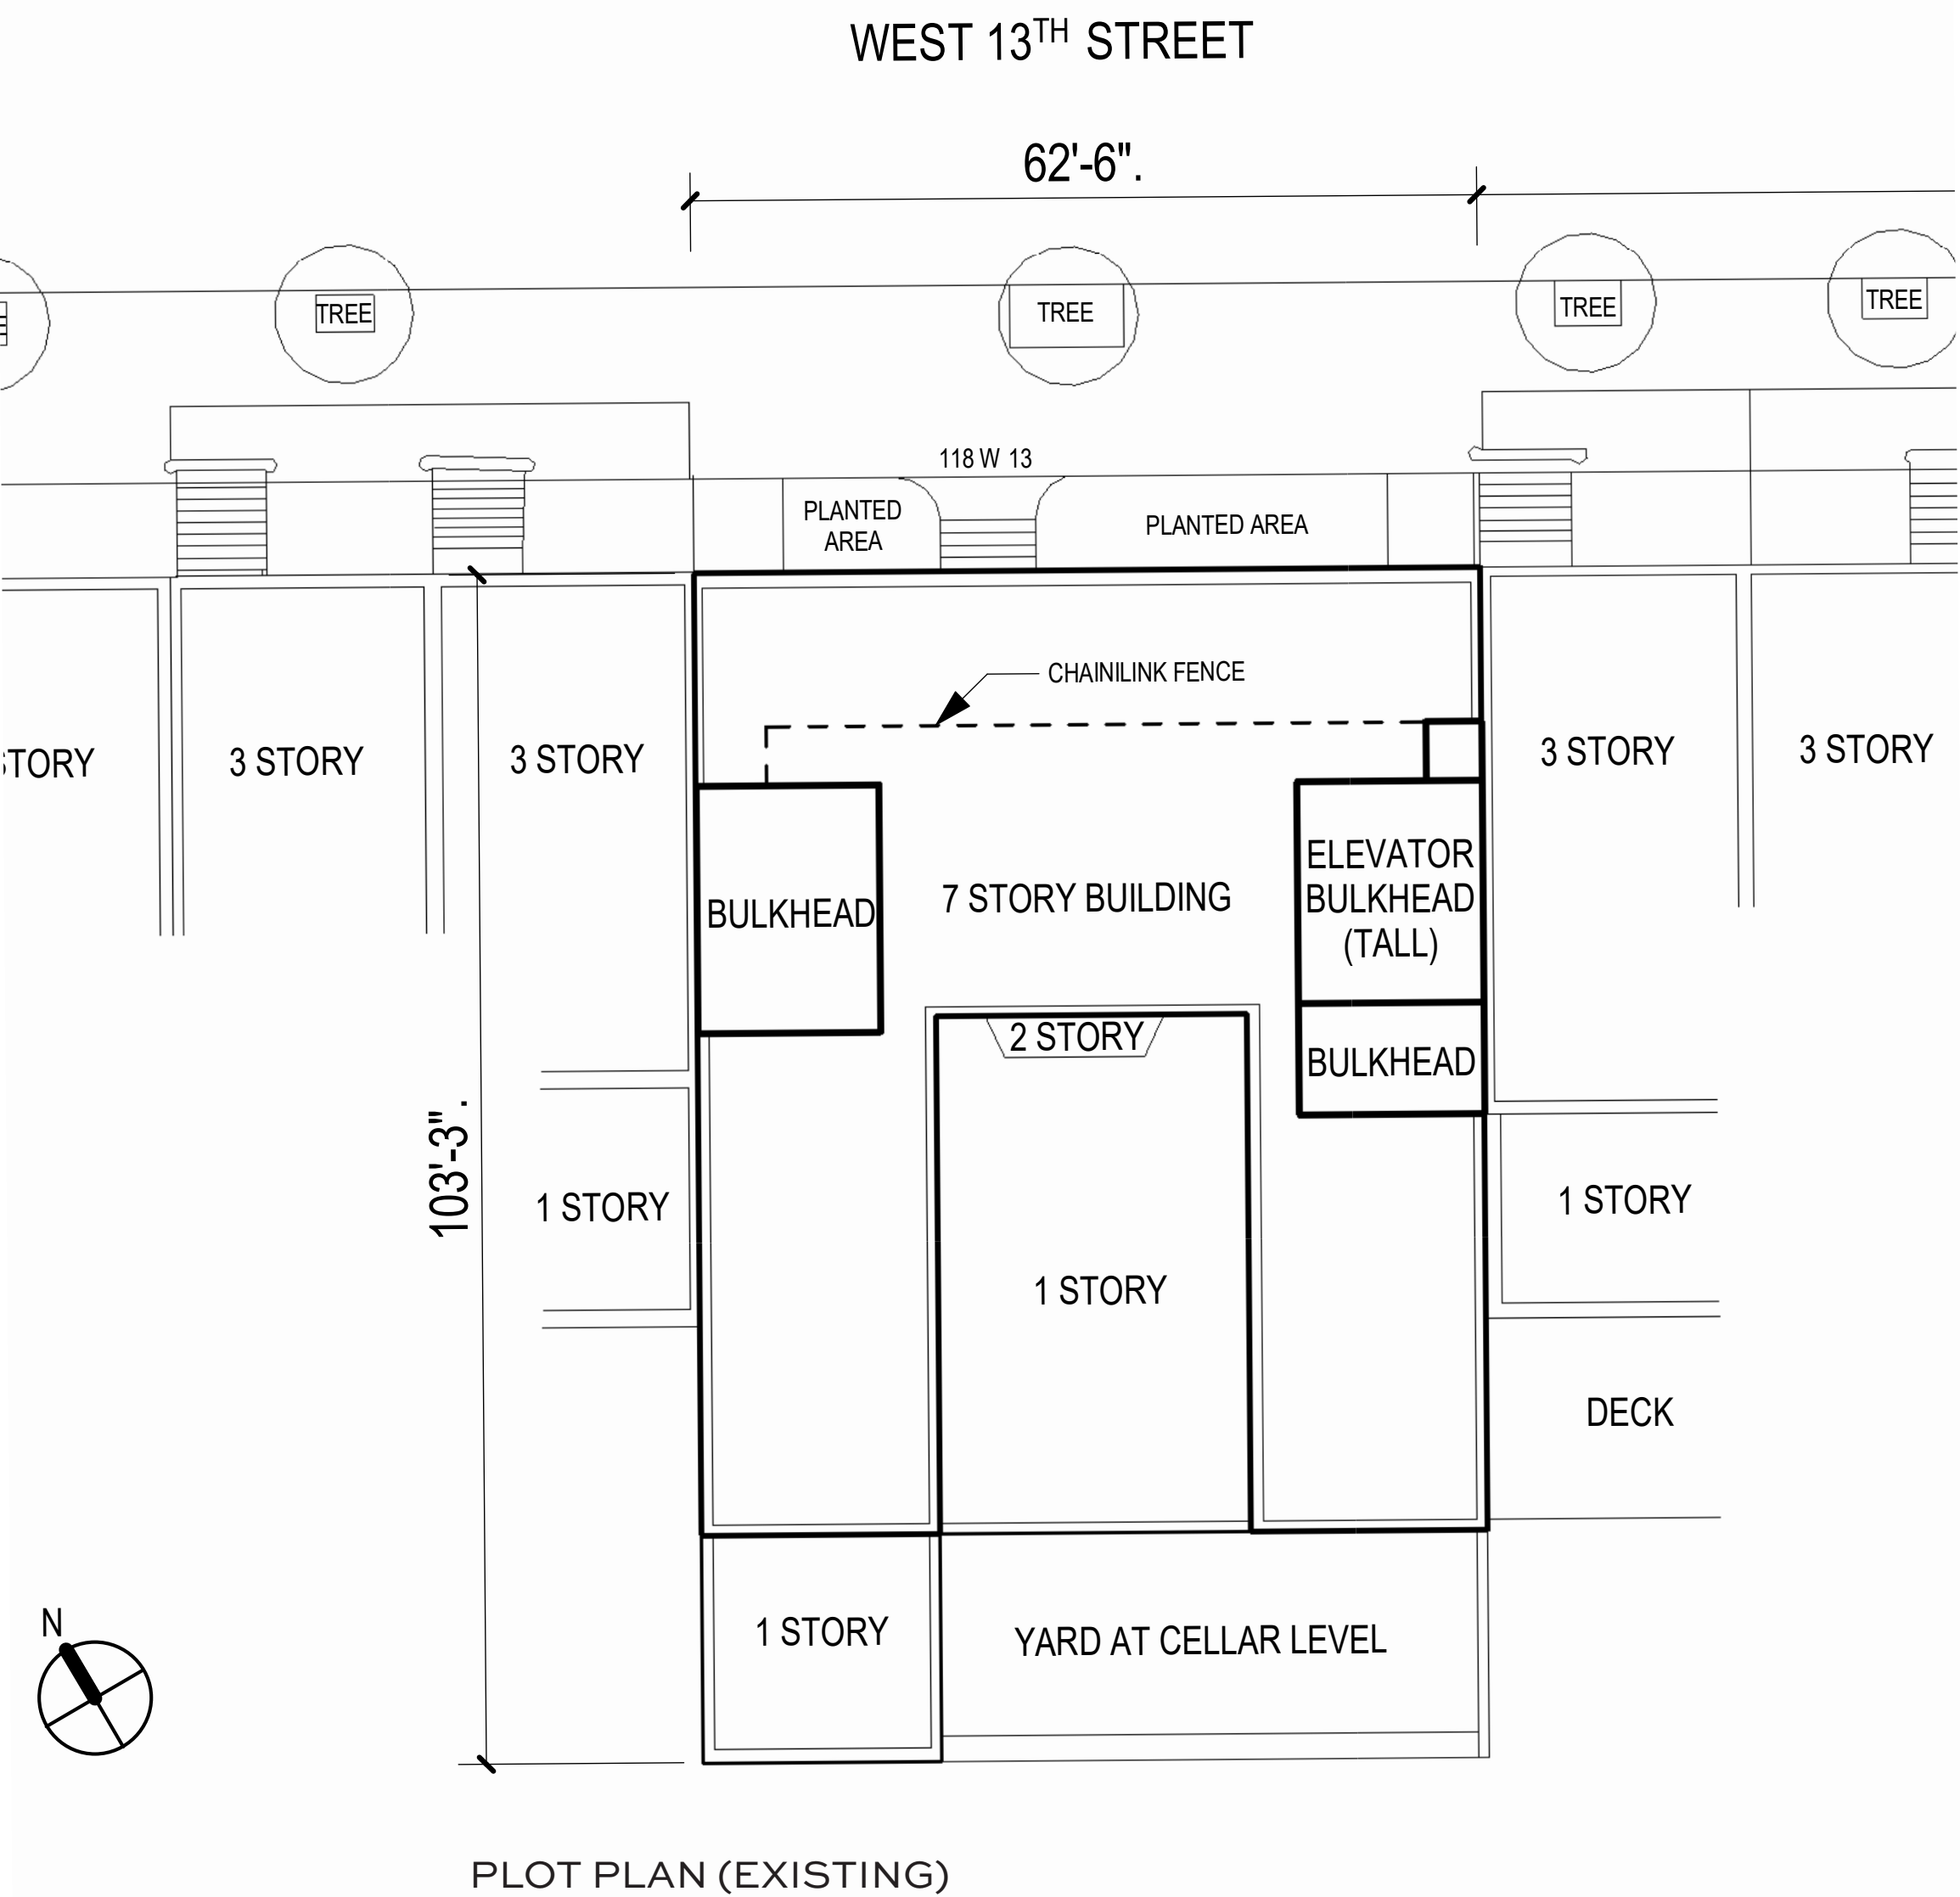 WEST 13TH STREET
62'-6".
TREE
TREE
TREE
TREE
118 W 13
PLANTED
AREA
PLANTED AREA
CHAINILINK FENCE
STORY
3 STORY
3 STORY
3 STORY
3 STORY
BULKHEAD
7 STORY BUILDING
ELEVATOR
BULKHEAD
(TALL)
2 STORY
BULKHEAD
103'-3".
1 STORY
1 STORY
1 STORY
DECK
1 STORY
YARD AT CELLAR LEVEL
N
PLOT PLAN (EXISTING)